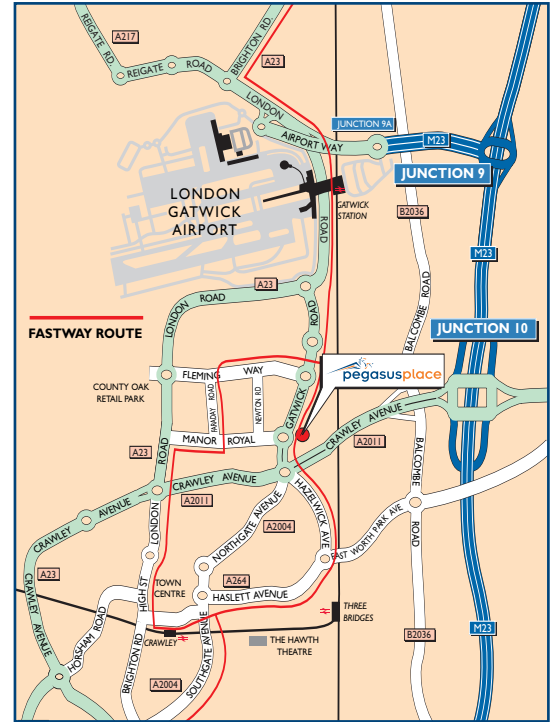 REIGATE RD
A217
REIGATE ROAD
BRIGHTON RD.
A23
LONDON
AIRPORT WAY
JUNCTION 9A
M23
JUNCTION 9
LONDON
GATWICK
AIRPORT
GATWICK
STATION
ROAD
B2036
M23
A23
LONDON ROAD
ROAD
BALCOMBE ROAD
FASTWAY ROUTE
JUNCTION 10
pegasusplace
FLEMING WAY
COUNTY OAK
RETAIL PARK
FARADAY ROAD
NEWTON RD
GATWICK
MANOR ROYAL
CRAWLEY AVENUE
A2011
A23
ROAD
CRAWLEY AVENUE
A2011
BALCOMBE
ROAD
CRAWLEY AVENUE
LONDON
NORTHGATE AVENUE
A2004
HAZELWICK AVE
EAST WORTH PARK AVE
A23
CRAWLEY AVENUE
TOWN
CENTRE
A264
HASLETT AVENUE
HIGH ST
HORSHAM ROAD
THREE
BRIDGES
CRAWLEY
THE HAWTH
THEATRE
B2036
M23
BRIGHTON RD
A2004
SOUTHGATE AVENUE